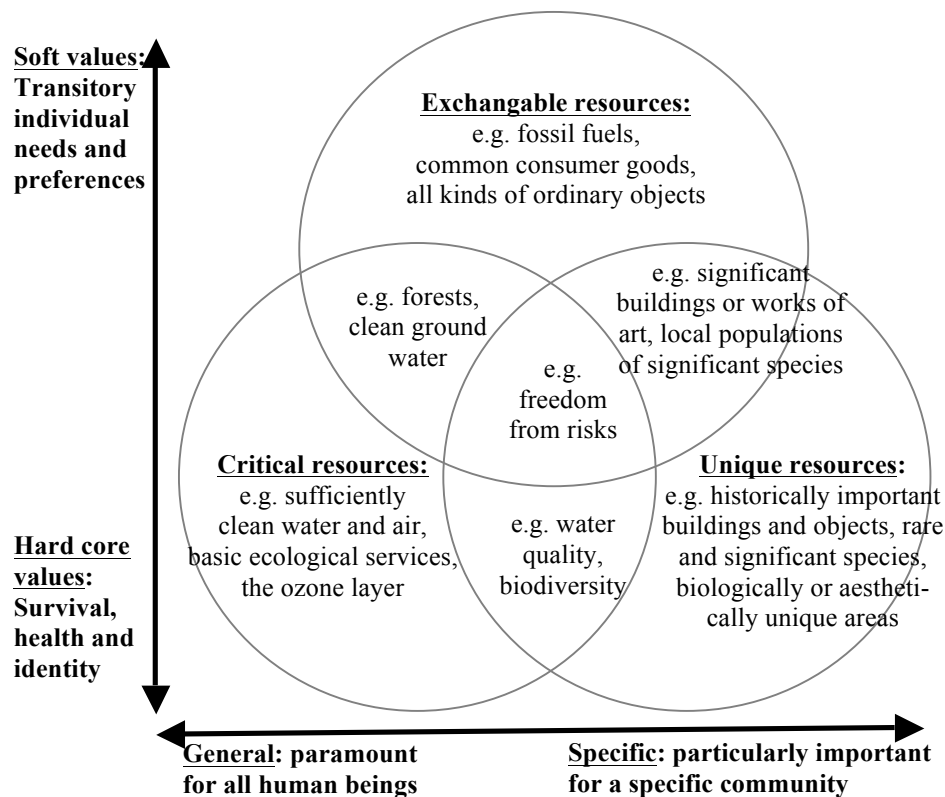 Soft values:
Transitory
individual
needs and
preferences
Exchangable resources:
e.g. fossil fuels,
common consumer goods,
all kinds of ordinary objects
e.g. forests,
clean ground
water
e.g. significant
buildings or works of
art, local populations
of significant species
e.g.
freedom
from risks
Critical resources:
e.g. sufficiently
clean water and air,
basic ecological services,
the ozone layer
e.g. water
quality,
biodiversity
Unique resources:
e.g. historically important
buildings and objects, rare
and significant species,
biologically or aestheti-
cally unique areas
Hard core
values:
Survival,
health and
identity
General: paramount
for all human beings
Specific: particularly important
for a specific community